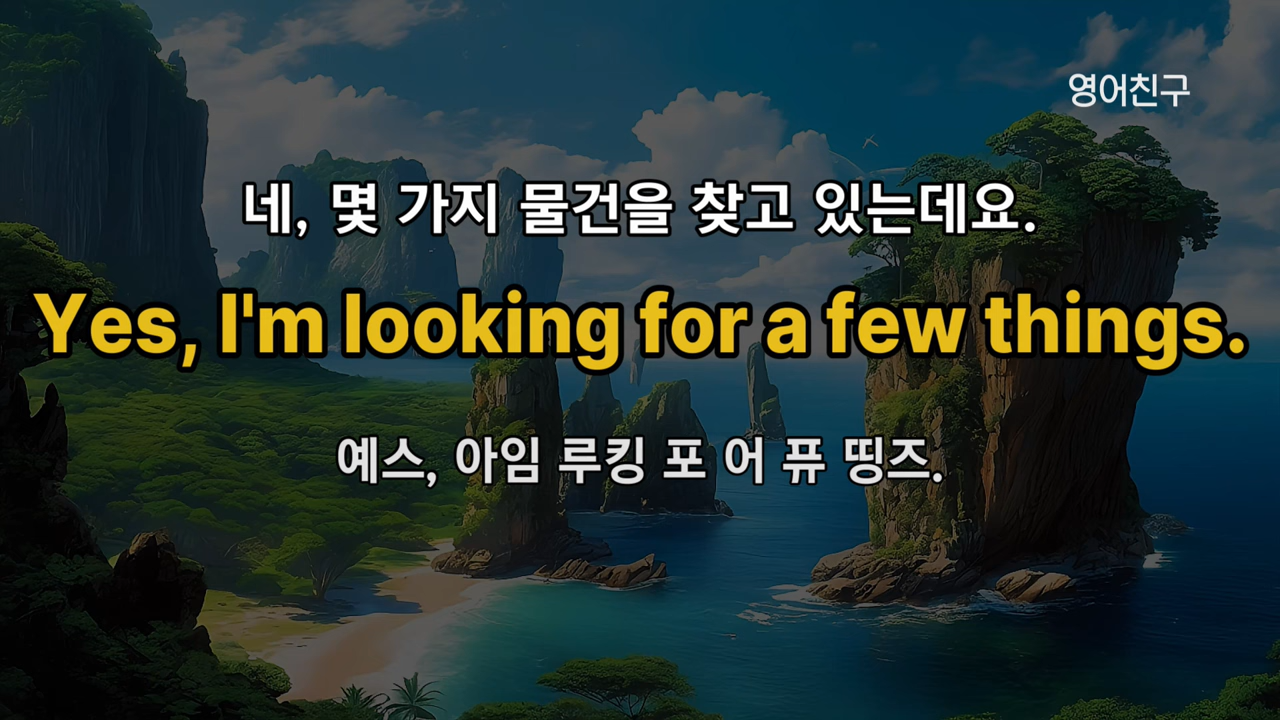 영어친구
네, 몇 가지 물건을 찾고 있는데요.
Yes, I'm looking for a few things.
예스, 아임 루킹 포 어 퓨 띵즈.